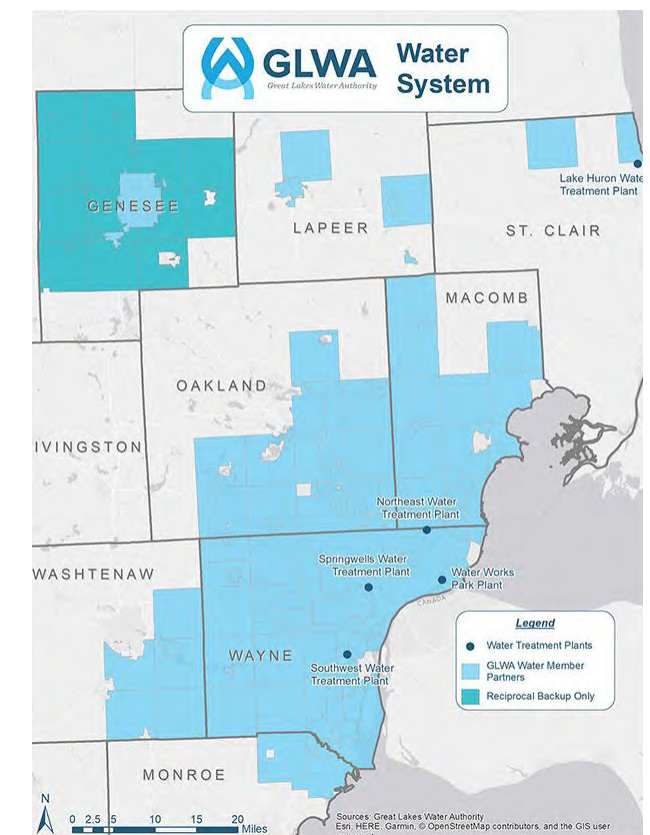 GLWA
Great Lakes Water Authority
Water
System
Lake Huron Wate
Treatment Plant
GENESEE
LAPEER
ST. CLAIR
MACOMB
OAKLAND
IVINGSTON
Northeast Water
Treatment Plant
Springwells Water
Treatment Plant
Water Works
Park Plant
WASHTENAW
CANADA
WAYNE
Southwest Water
Treatment Plant
Legend
Water Treatment Plants
GLWA Water Member
Partners
Reciprocal Backup Only
MONROE
N
0 2.5 5 10 15 20
Miles
Sources: Great Lakes Water Authority
Esri, HERE, Garmin, © OpenStreetMap contributors, and the GIS user